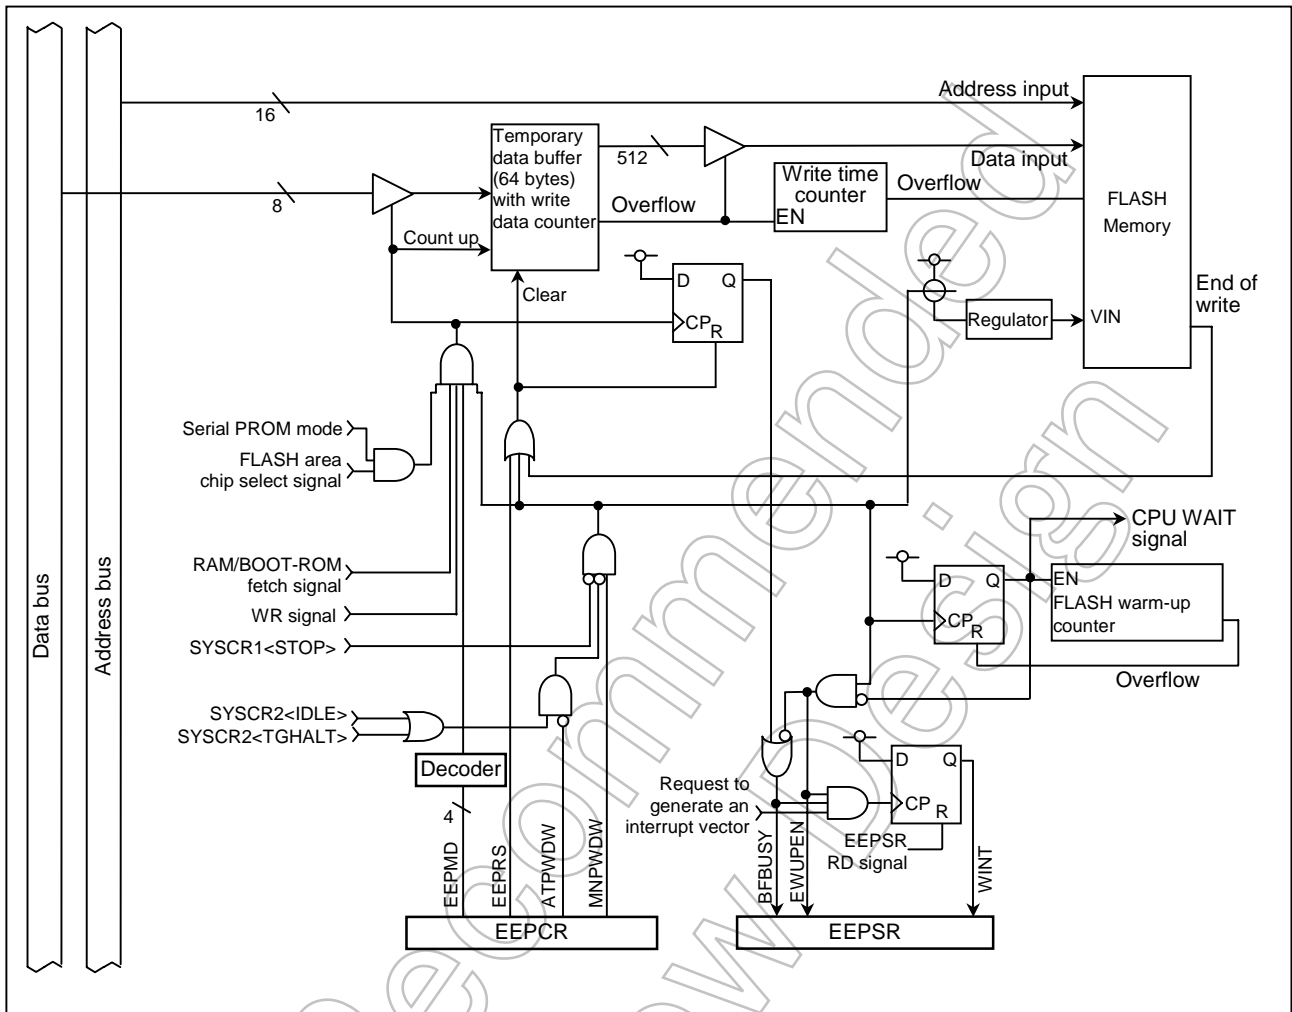 Data bus
Address bus
16
Address input
8
Temporary
data buffer
(64 bytes)
with write
data counter
512
Data input
Write time
counter
EN
Overflow
Overflow
FLASH
Memory
Count up
Clear
D
Q
CP
R
Regulator
VIN
End of
write
Serial PROM mode
FLASH area
chip select signal
RAM/BOOT-ROM
fetch signal
WR signal
SYSCR1<STOP>
SYSCR2<IDLE>
SYSCR2<TGHALT>
Decoder
4
CPU WAIT
signal
D
Q
CP
R
EN
FLASH warm-up
counter
Overflow
Request to
generate an
interrupt vector
D
Q
CP
R
EEPSR
RD signal
EEPMD
EEPRS
ATPWDW
MNPWDW
BFBUSY
EWUPEN
WINT
EEPCR
EEPSR
Recommended
New Design